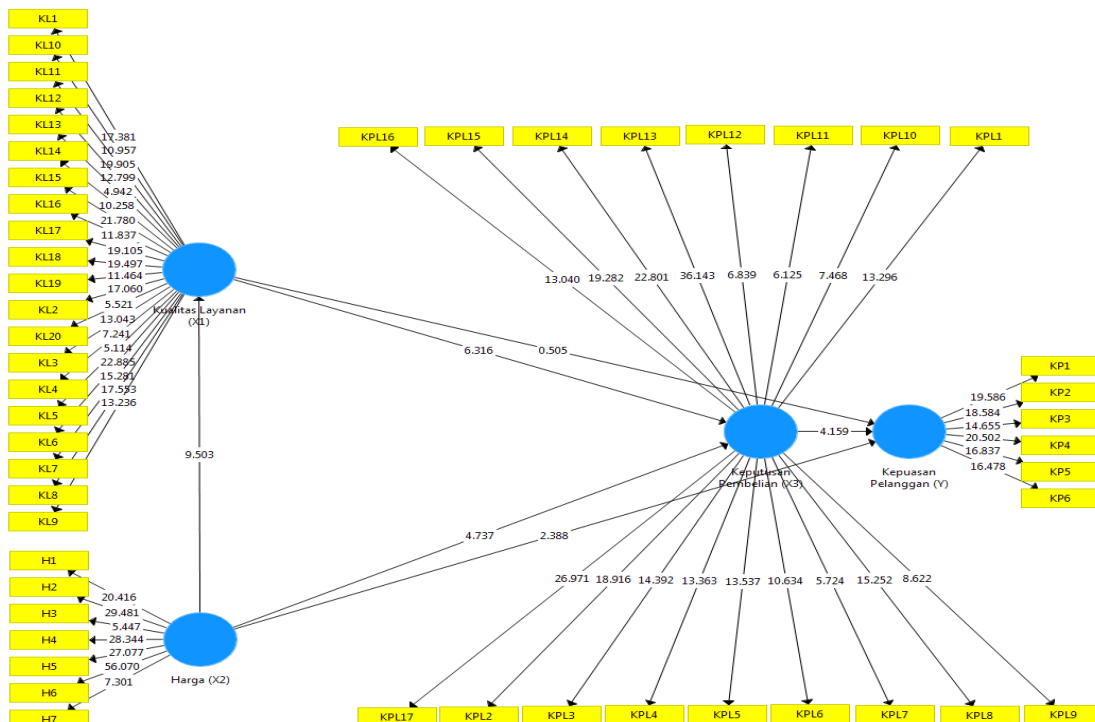 KL1
KL10
KL11
KL12
KL13
KL14
KL15
KL16
KL17
KL18
KL19
KL2
KL20
KL3
KL4
KL5
KL6
KL7
KL8
KL9
17.381
10.957
19.905
12.799
4.942
10.258
21.780
11.837
19.105
19.497
11.464
17.060
5.521
13.043
7.241
5.114
22.885
15.281
17.553
13.236
Kualitas Layanan
(X1)
KPL16
KPL15
KPL14
KPL13
KPL12
KPL11
KPL10
KPL1
13.040
19.282
22.801
36.143
6.839
6.125
7.468
13.296
6.316
0.505
9.503
4.737
2.388
4.159
Keputusan
Pembelian (X3)
Kepuasan
Pelanggan (Y)
KP1
KP2
KP3
KP4
KP5
KP6
19.586
18.584
14.655
20.502
16.837
16.478
H1
H2
H3
H4
H5
H6
H7
20.416
29.481
5.447
28.344
27.077
56.070
7.301
Harga (X2)
26.971
18.916
14.392
13.363
13.537
10.634
5.724
15.252
8.622
KPL17
KPL2
KPL3
KPL4
KPL5
KPL6
KPL7
KPL8
KPL9